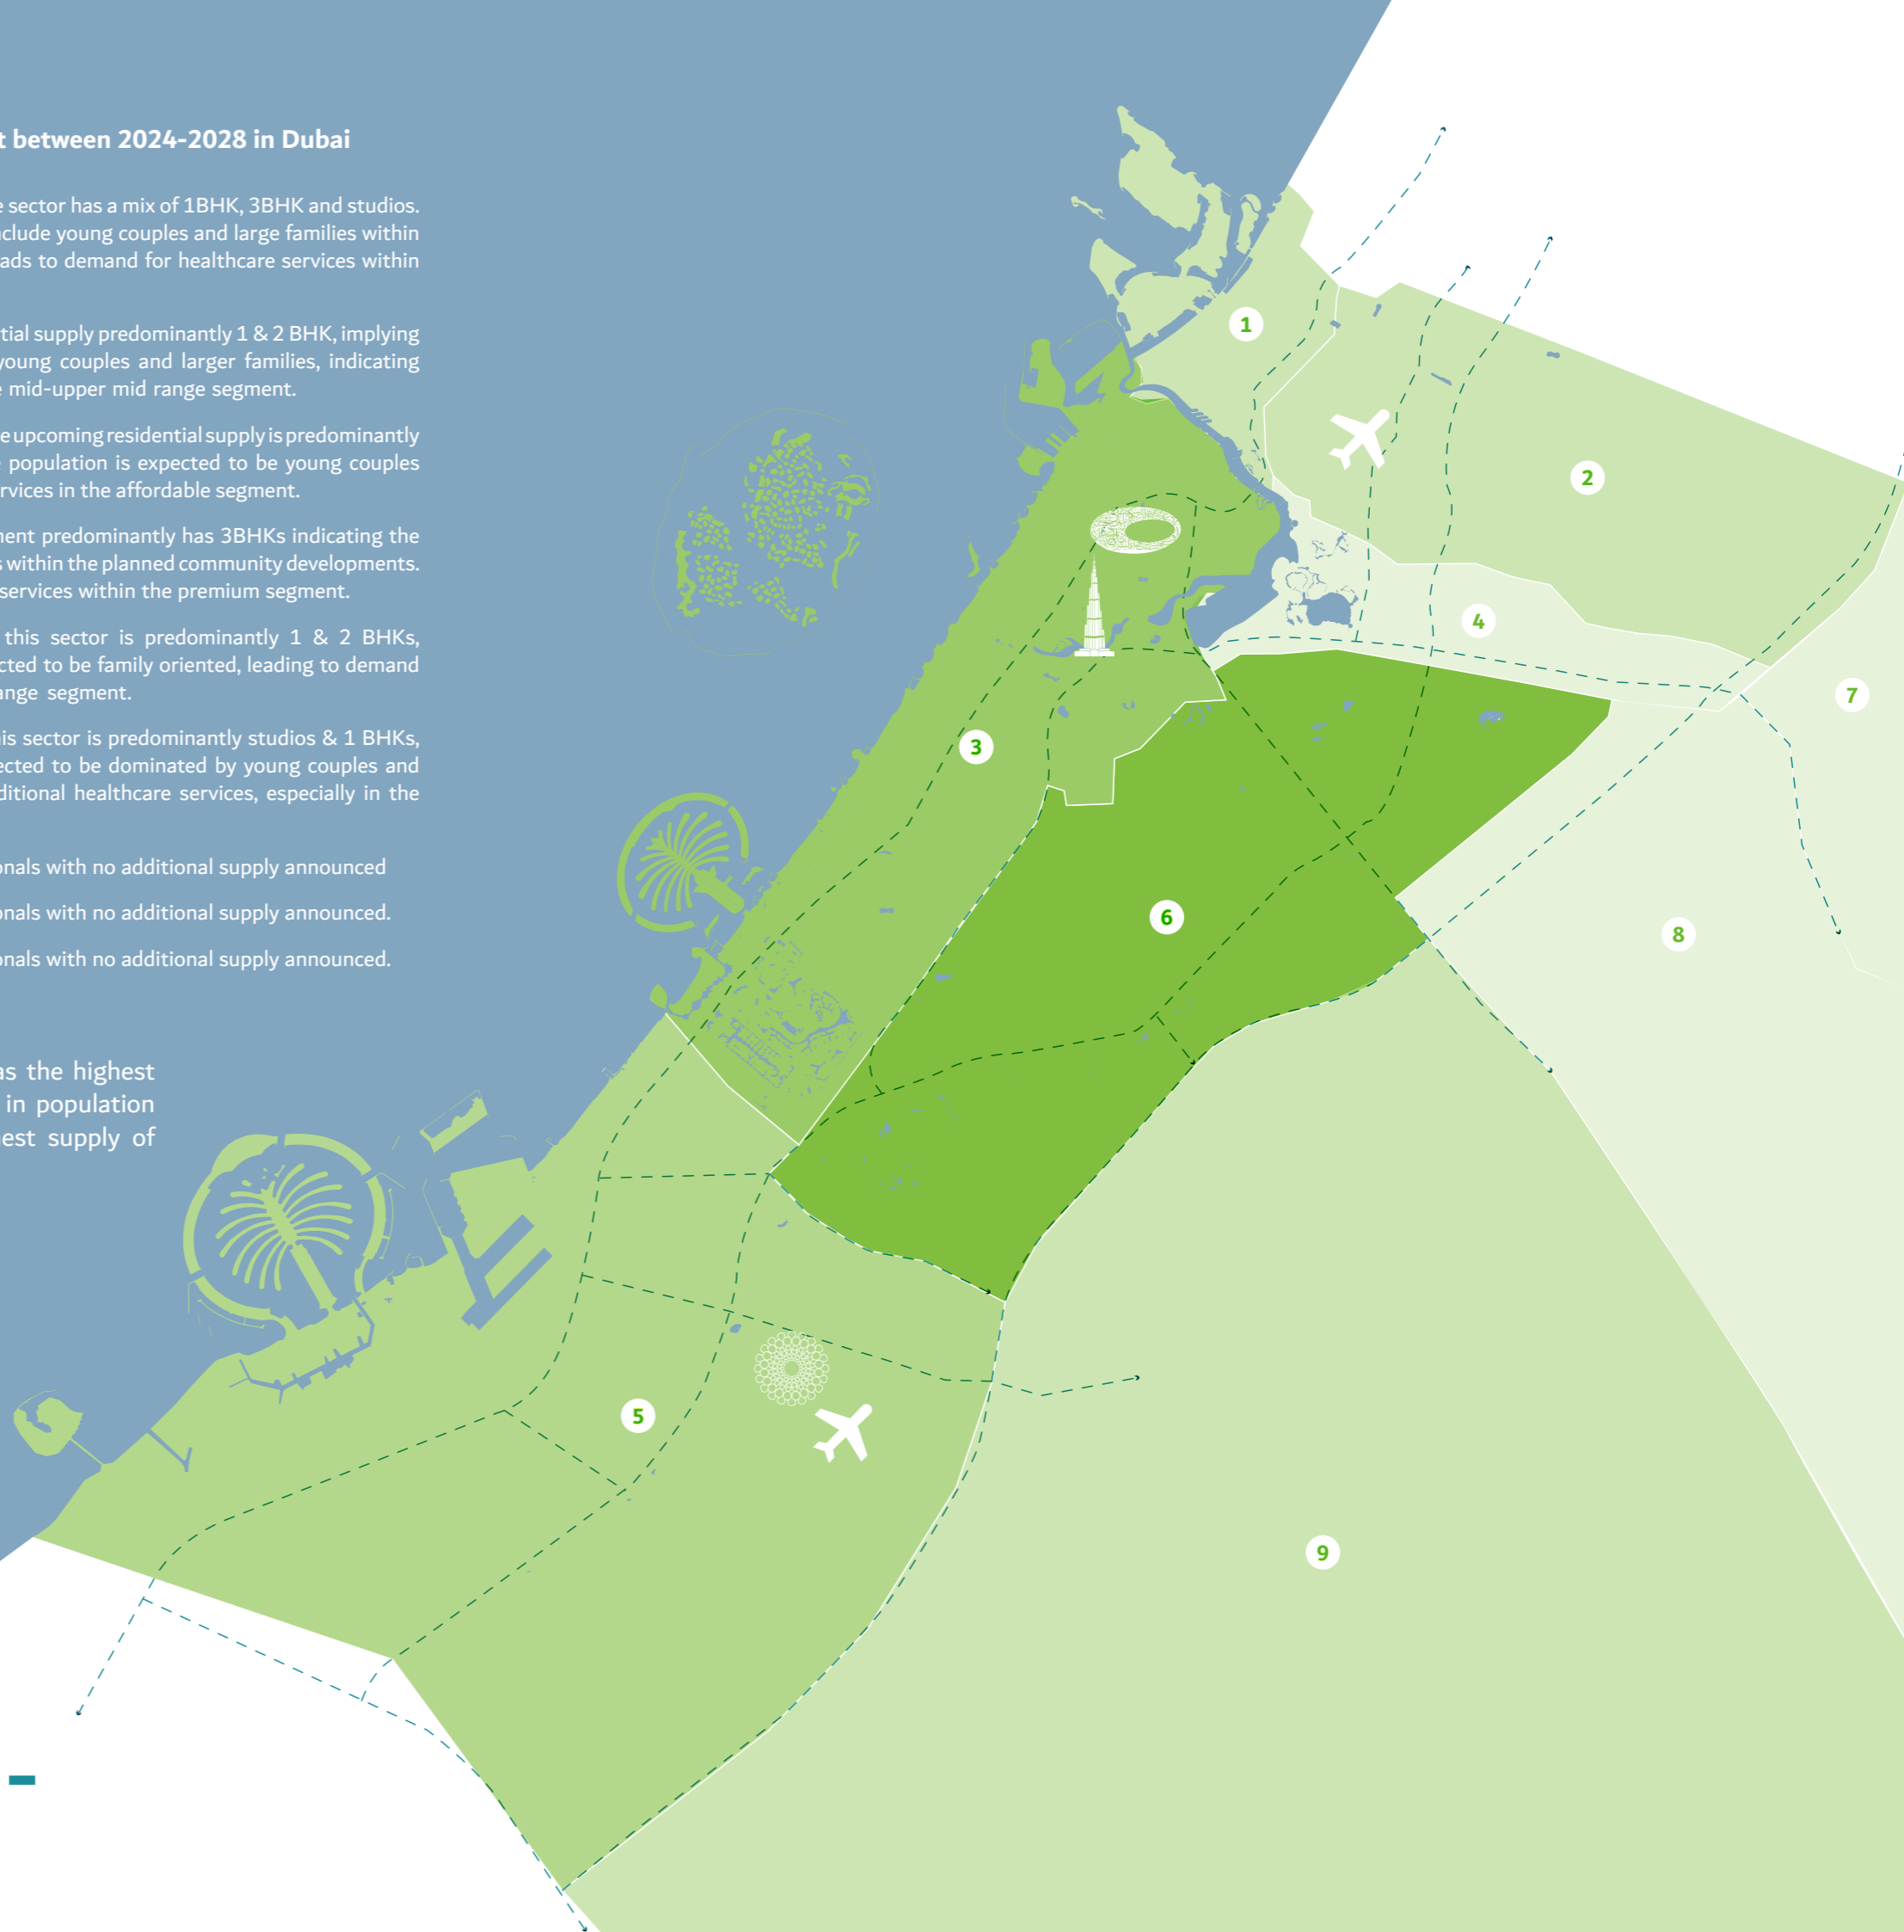 t between 2024-2028 in Dubai
e sector has a mix of 1BHK, 3BHK and studios.
nclude young couples and large families within
ads to demand for healthcare services within
tial supply predominantly 1 & 2 BHK, implying
young couples and larger families, indicating
e mid-upper mid range segment.
e upcoming residential supply is predominantly
e population is expected to be young couples
rvices in the affordable segment.
nent predominantly has 3BHKs indicating the
s within the planned community developments.
services within the premium segment.
this sector is predominantly 1 & 2 BHKs,
cted to be family oriented, leading to demand
ange segment.
his sector is predominantly studios & 1 BHKs,
ected to be dominated by young couples and
ditional healthcare services, especially in the
onals with no additional supply announced
onals with no additional supply announced.
onals with no additional supply announced.
as the highest
in population
nest supply of
1
2
4
7
3
6
8
5
9